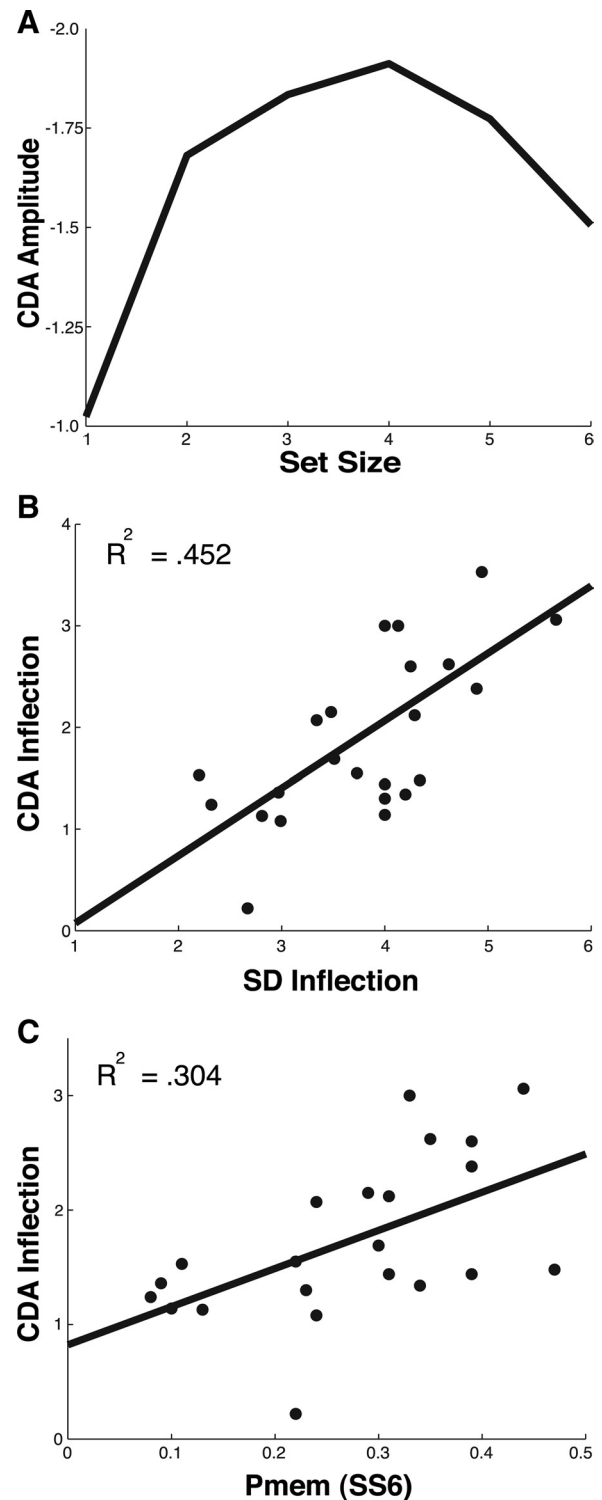 A
-2.0
-1.75
-1.5
-1.25
-1.0
CDA Amplitude
1 2 3 4 5 6
Set Size
B
R2 = .452
4
3
2
1
0
CDA Inflection
1 2 3 4 5 6
SD Inflection
C
R2 = .304
3
2
1
0
CDA Inflection
0 0.1 0.2 0.3 0.4 0.5
Pmem (SS6)